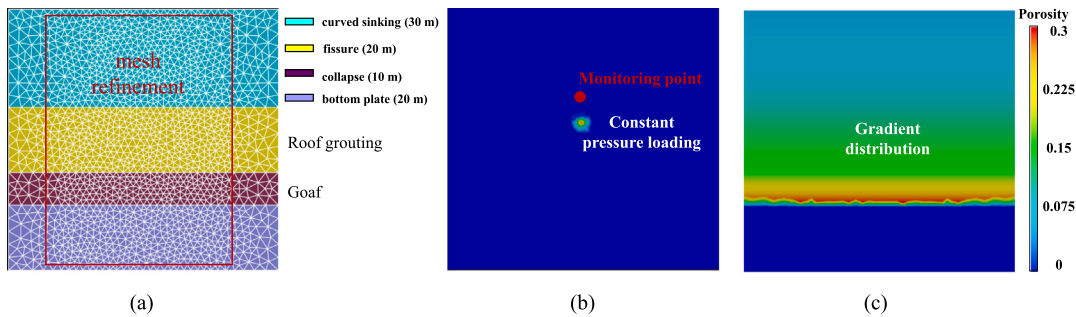 mesh
refinement
curved sinking (30 m)
fissure (20 m)
collapse (10 m)
bottom plate (20 m)
Roof grouting
Goaf
(a)
Monitoring point
Constant
pressure loading
(b)
Gradient
distribution
(c)
Porosity
0.3
0.225
0.15
0.075
0